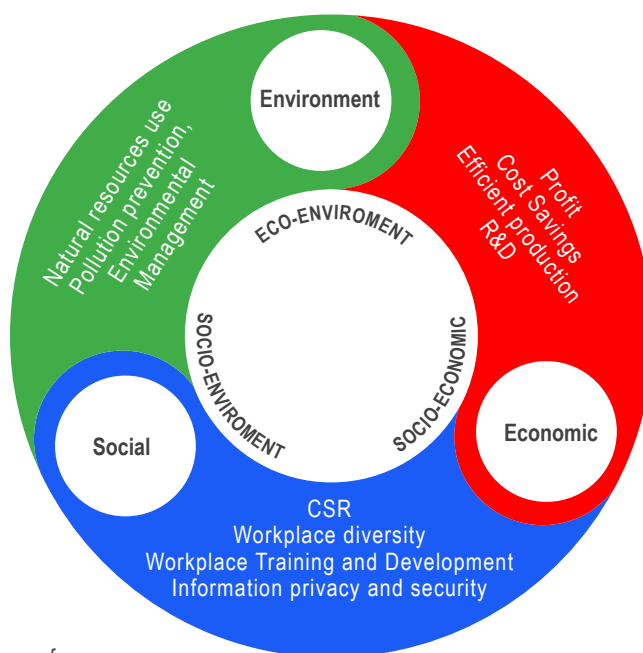 Environment
Natural resources use
Pollution prevention,
Environmental
Management
Profit
Cost Savings
Efficient production
R&D
ECO-ENVIROMENT
SOCIO-ENVIROMENT
SOCIO-ECONOMIC
Social
Economic
CSR
Workplace diversity
Workplace Training and Development
Information privacy and security